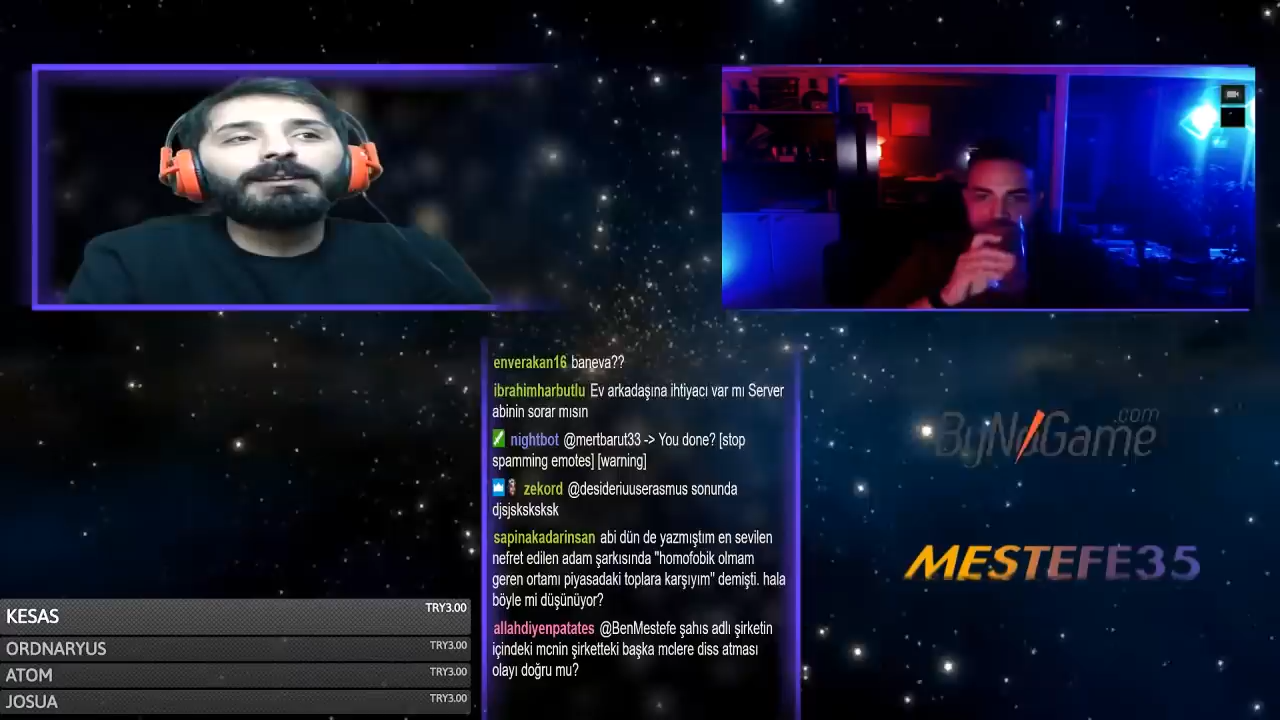 enverakan16 baneva??
ibrahimharbutlu Ev arkadaşına ihtiyacı var mı Server
abinin sorar mısın
nightbot @mertbarut33 -> You done? [stop
spamming emotes] [warning]
zekord @desideriuuserasmus sonunda
djsjsksksksk
sapinakadarinsan abi dün de yazmıştım en sevilen
nefret edilen adam şarkısında "homofobik olmam
geren ortamı piyasadaki toplara karşıyım" demişti. hala
böyle mi düşünüyor?
allahdiyenpatates @BenMestefe şahıs adlı şirketin
içindeki mcnin şirketteki başka mclere diss atması
olayı doğru mu?
ByNoGame.com
MESTEFE35
KESAS TRY3.00
ORDNARYUS TRY3.00
ATOM TRY3.00
JOSUA TRY3.00